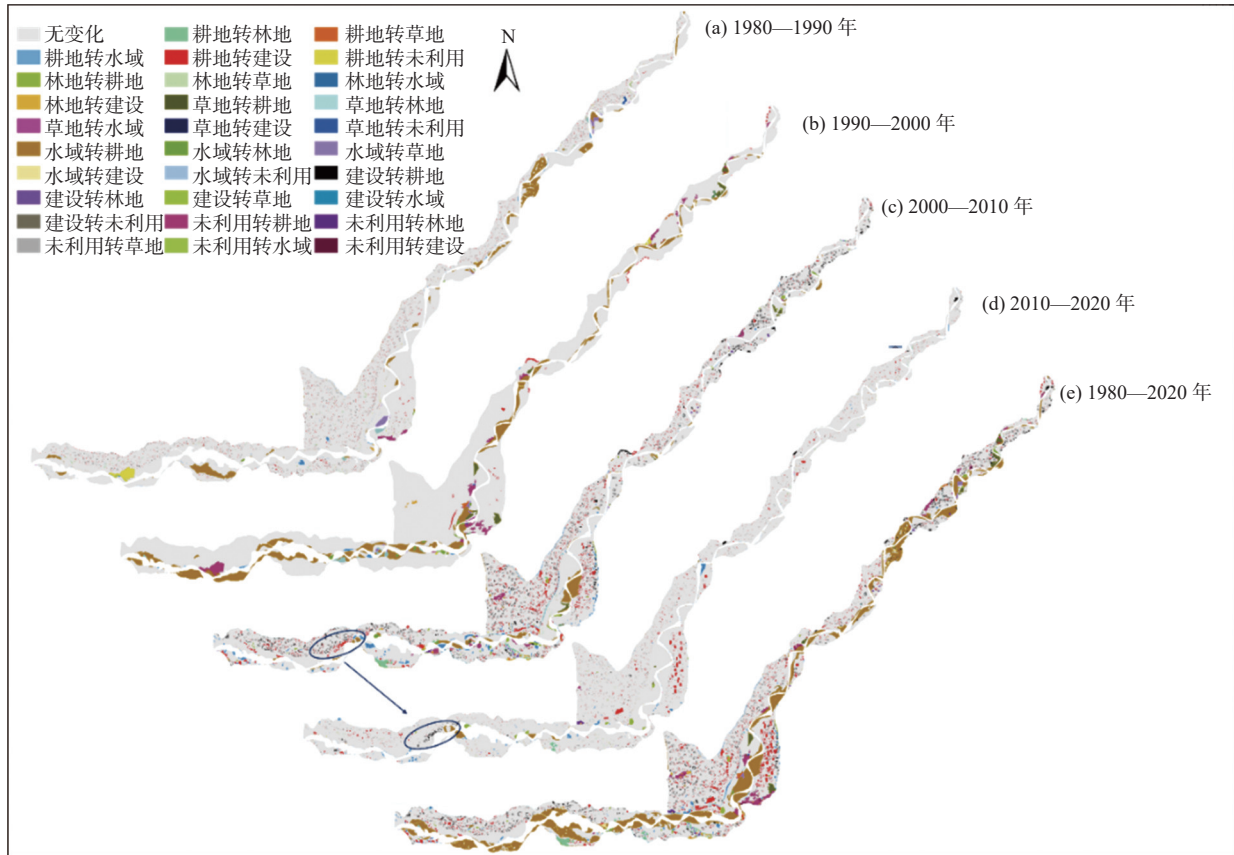 无变化 耕地转林地 耕地转草地
耕地转水域 耕地转建设 耕地转未利用
林地转耕地 林地转草地 林地转水域
林地转建设 草地转耕地 草地转林地
草地转水域 草地转建设 草地转未利用
水域转耕地 水域转林地 水域转草地
水域转建设 水域转未利用 建设转耕地
建设转林地 建设转草地 建设转水域
建设转未利用 未利用转耕地 未利用转林地
未利用转草地 未利用转水域 未利用转建设
N
(a) 1980—1990 年
(b) 1990—2000 年
(c) 2000—2010 年
(d) 2010—2020 年
(e) 1980—2020 年